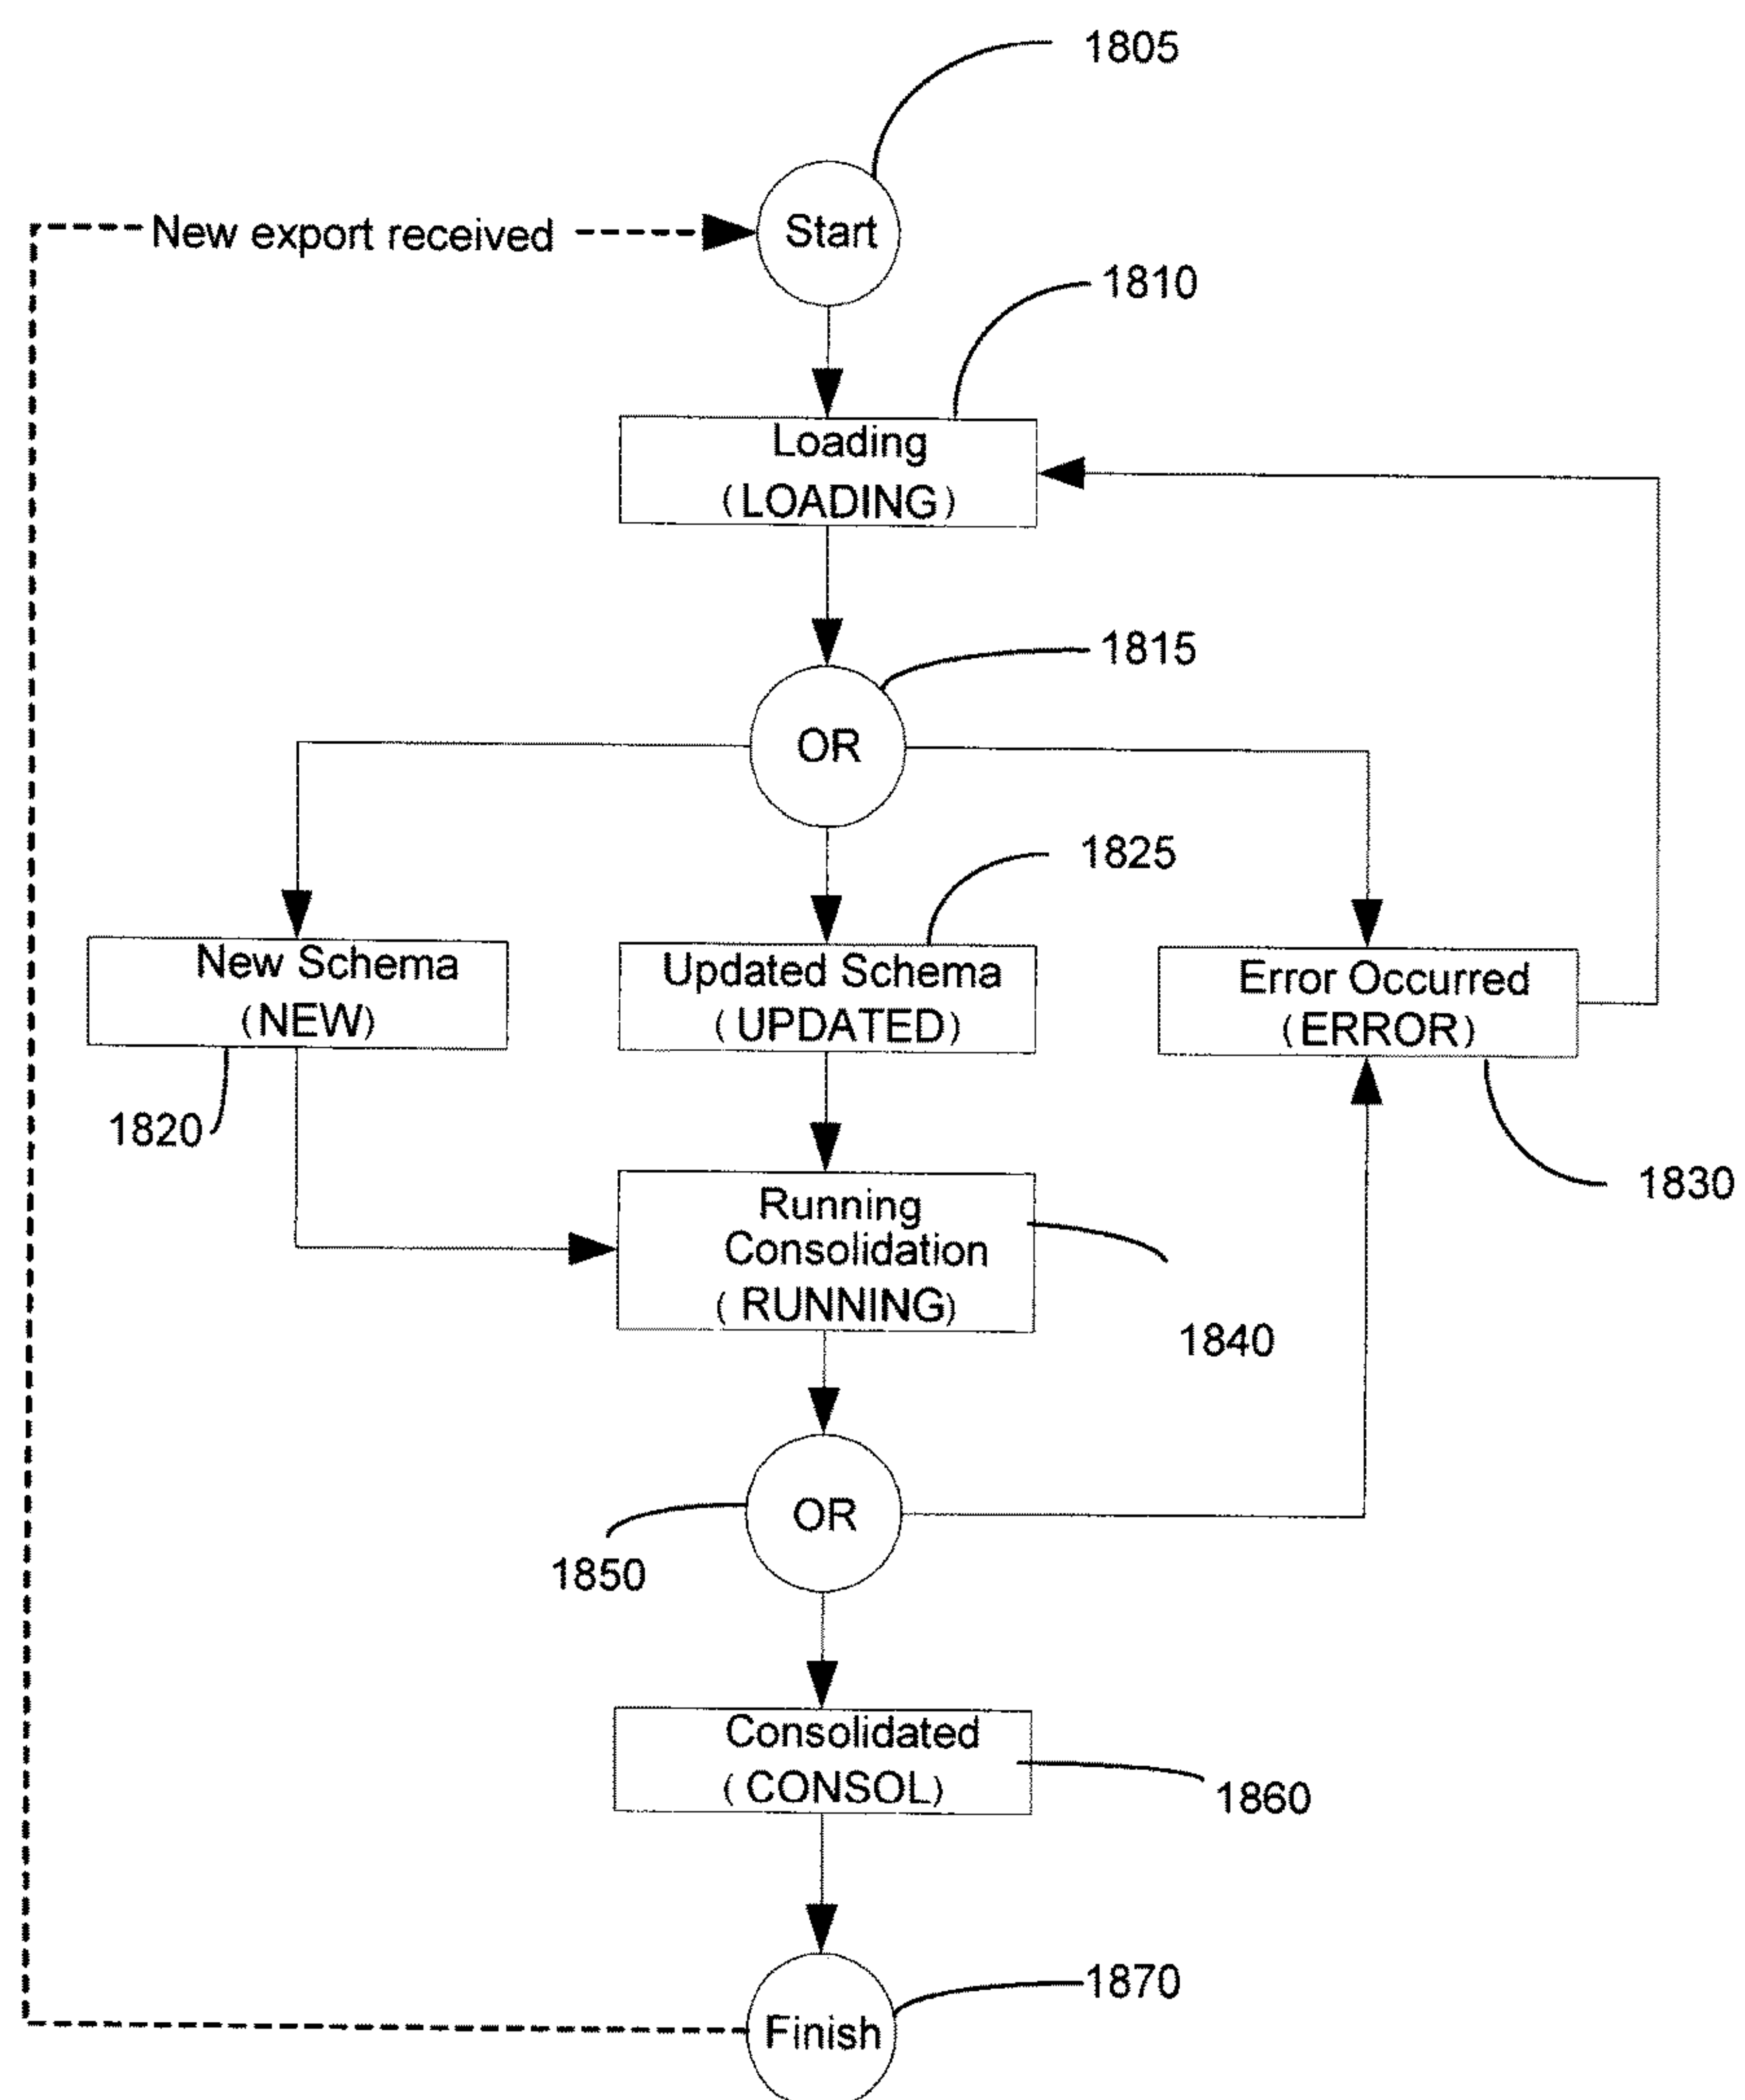 1805
New export received
Start
1810
Loading
(LOADING)
1815
OR
1825
New Schema
(NEW)
Updated Schema
(UPDATED)
Error Occurred
(ERROR)
1820
1830
Running
Consolidation
(RUNNING)
1840
OR
1850
Consolidated
(CONSOL)
1860
1870
Finish